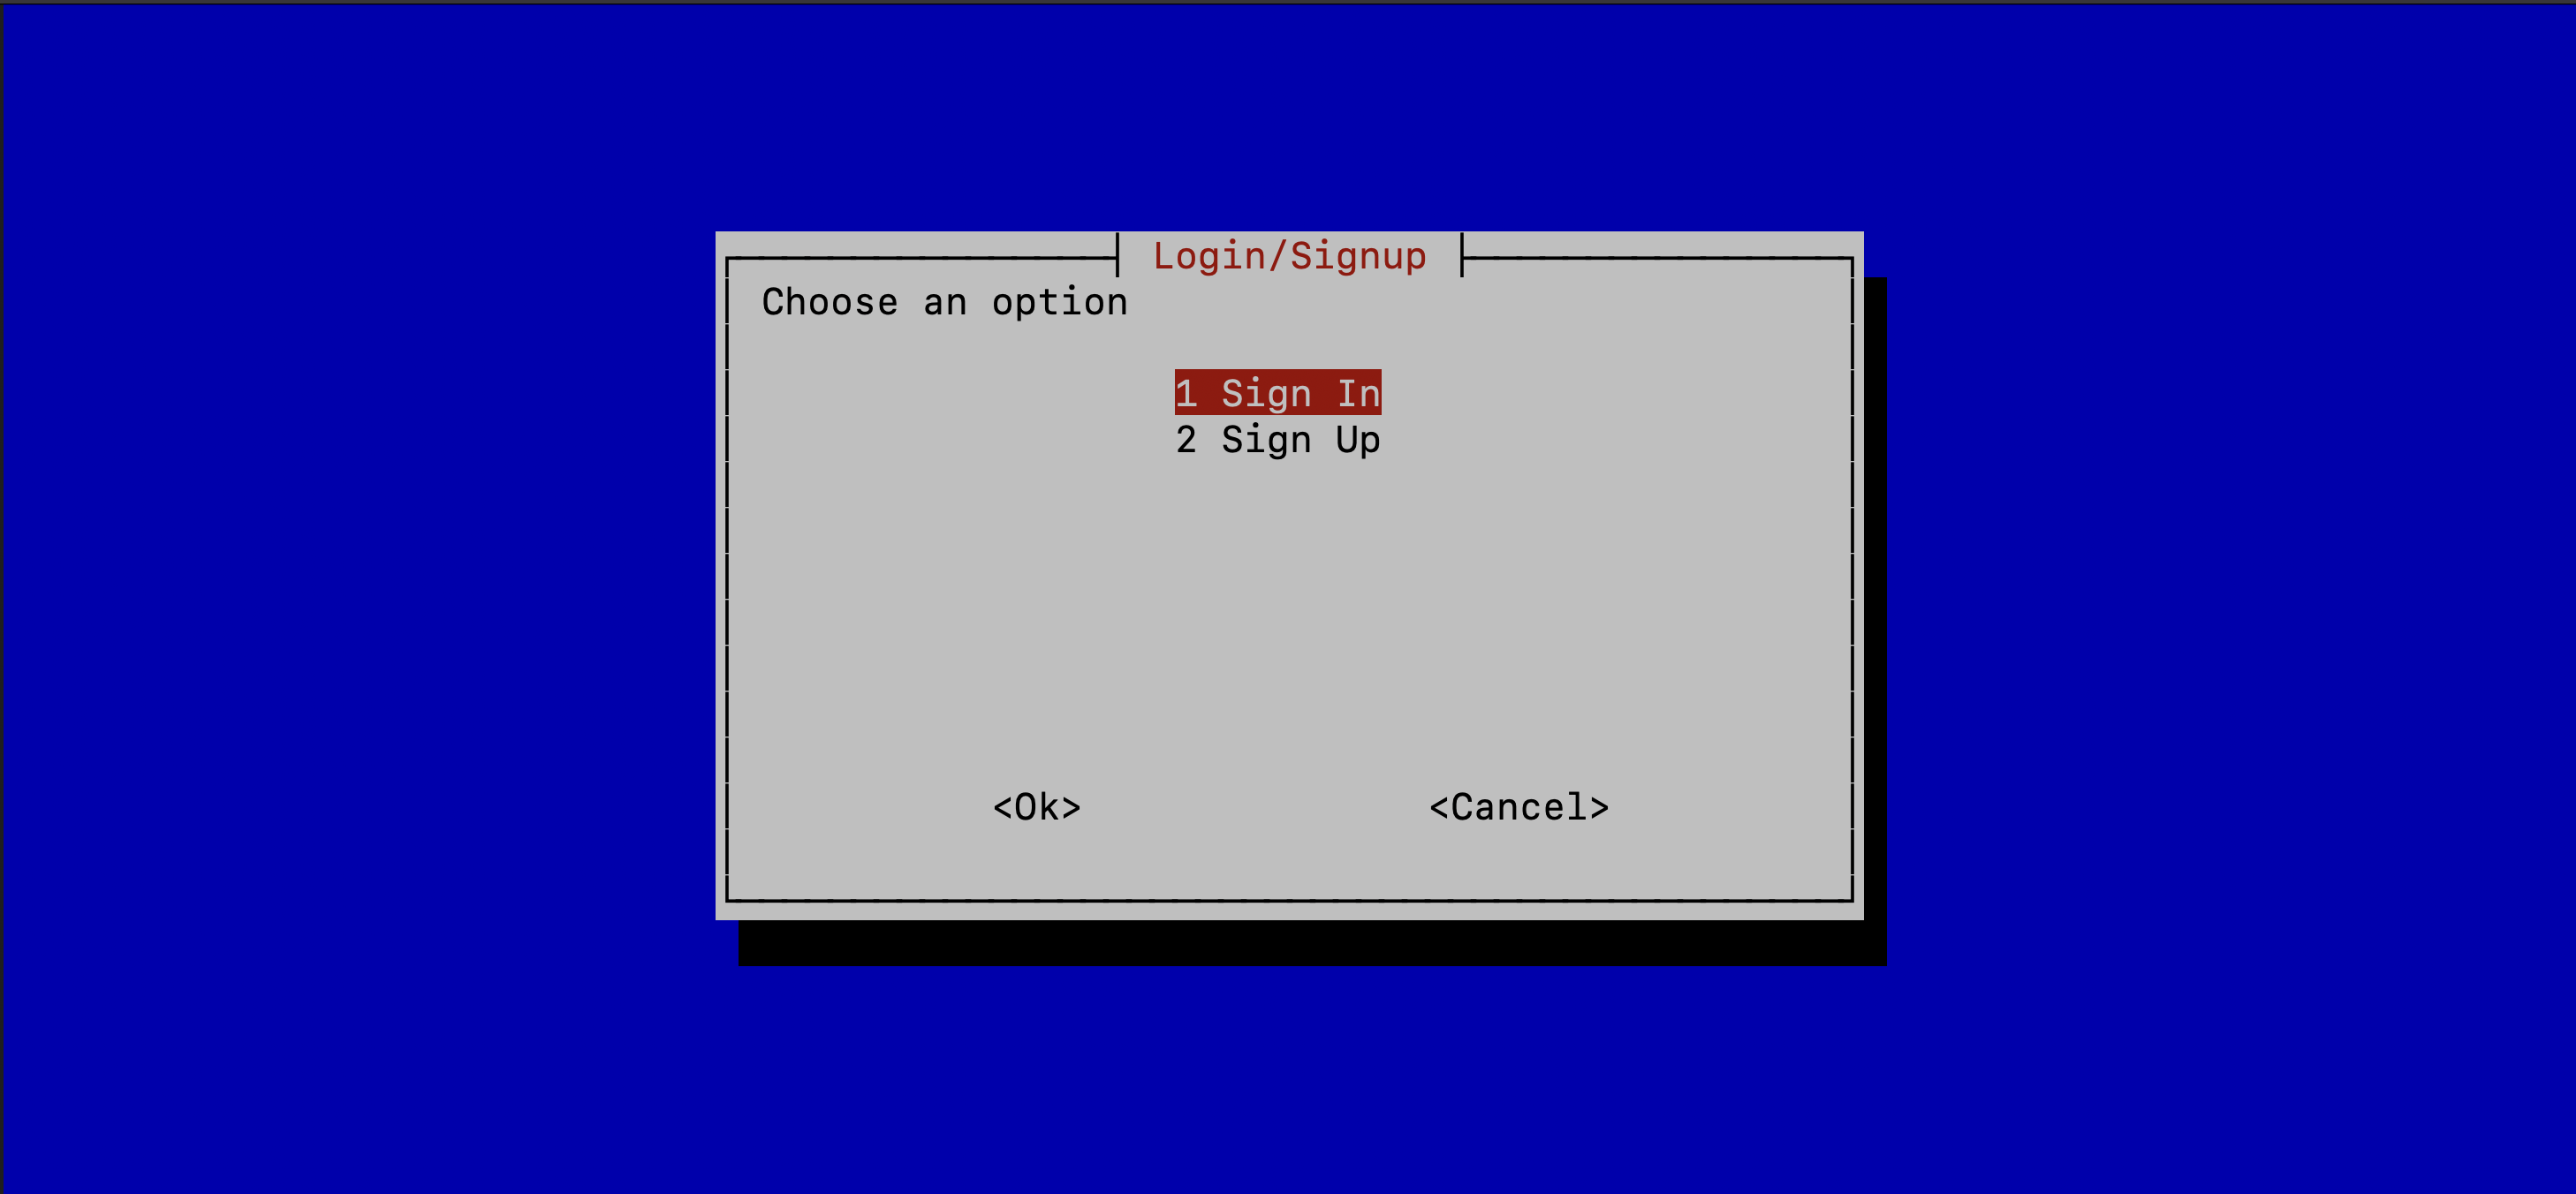 Login/Signup
Choose an option
1 Sign In
2 Sign Up
<Ok> <Cancel>